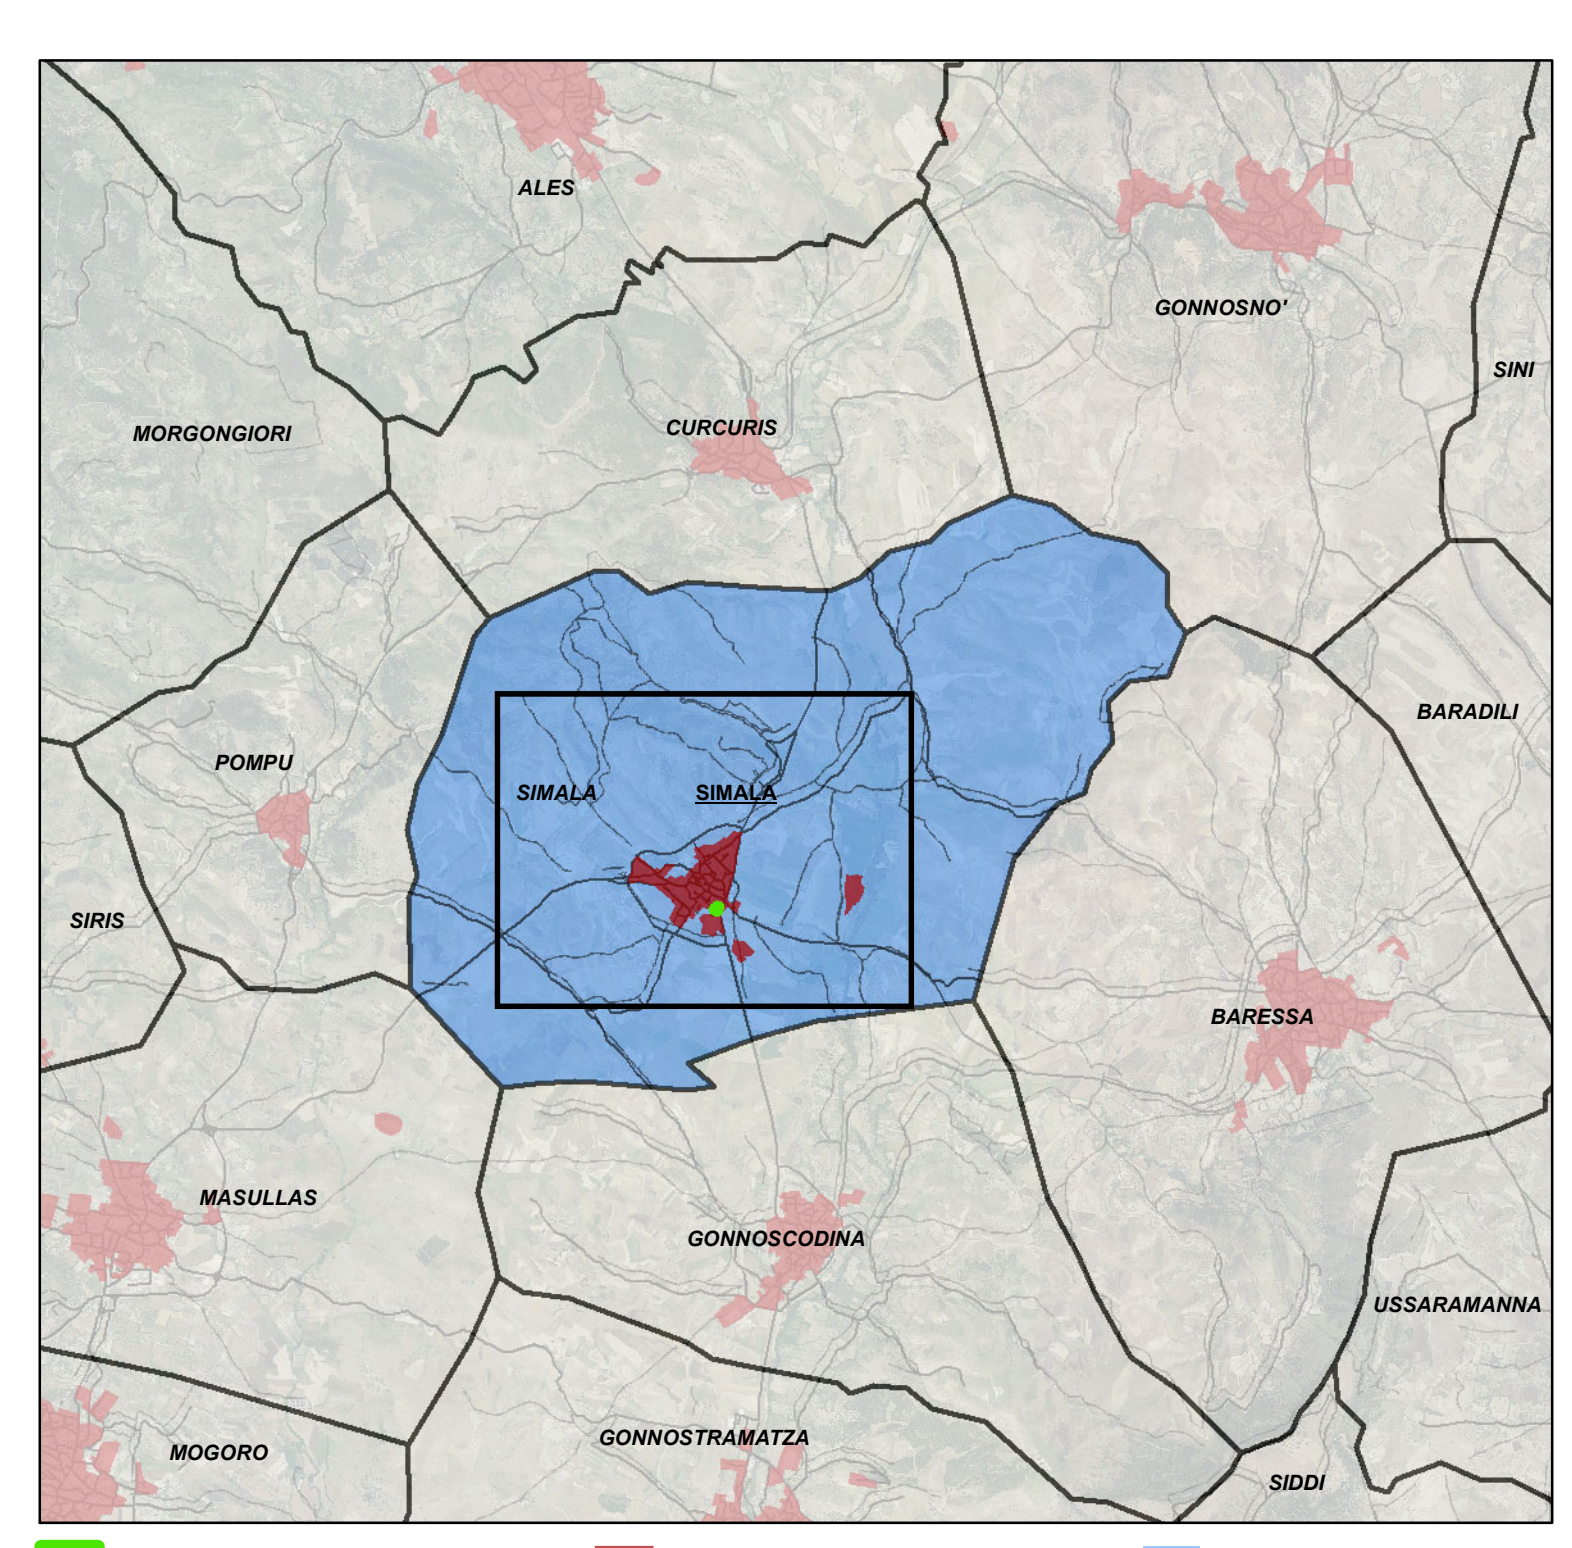 ALES
GONNOSNO'
SINI
MORGONGIORI
CURCURIS
BARADILI
POMPU
SIMALA
SIMALA
SIRIS
BARESSA
MASULLAS
GONNOSCODINA
USSARAMANNA
GONNOSTRAMATZA
MOGORO
SIDDI